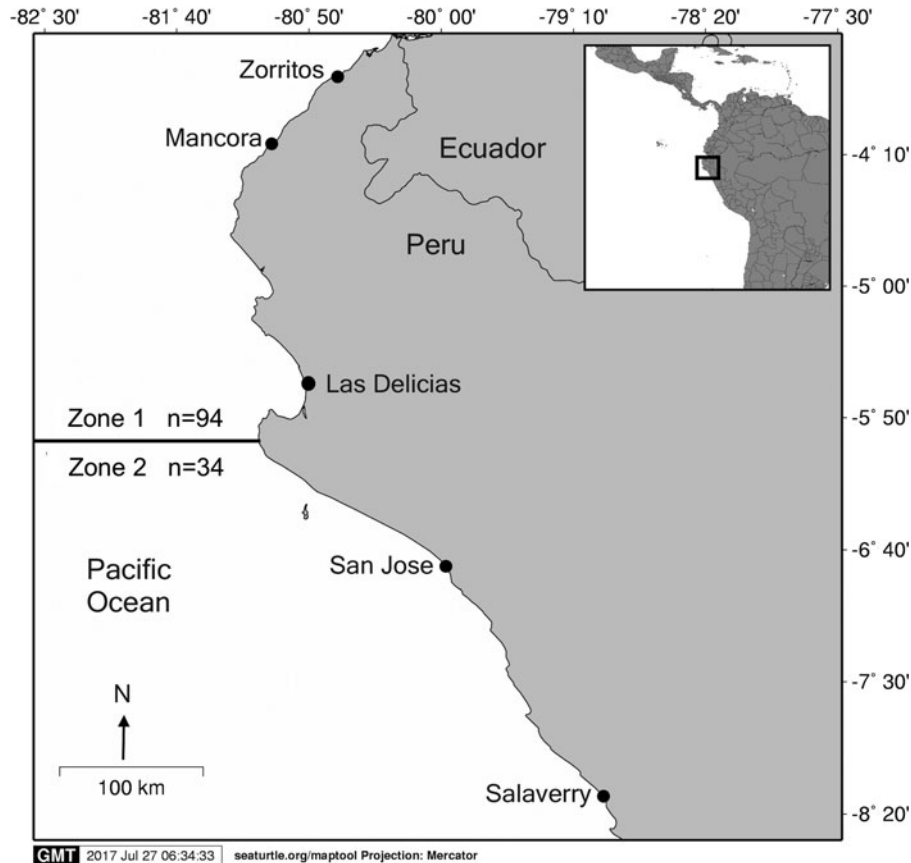 -82° 30' -81° 40' -80° 50' -80° 00' -79° 10' -78° 20' -77° 30'
Zorritos
Mancora
Ecuador
-4° 10'
Peru
-5° 00'
Las Delicias
Zone 1 n=94
-5° 50'
Zone 2 n=34
San Jose
-6° 40'
Pacific
Ocean
N
-7° 30'
100 km
Salaverry
-8° 20'
GMT 2017 Jul 27 06:34:33 seaturtle.org/maptool Projection: Mercator